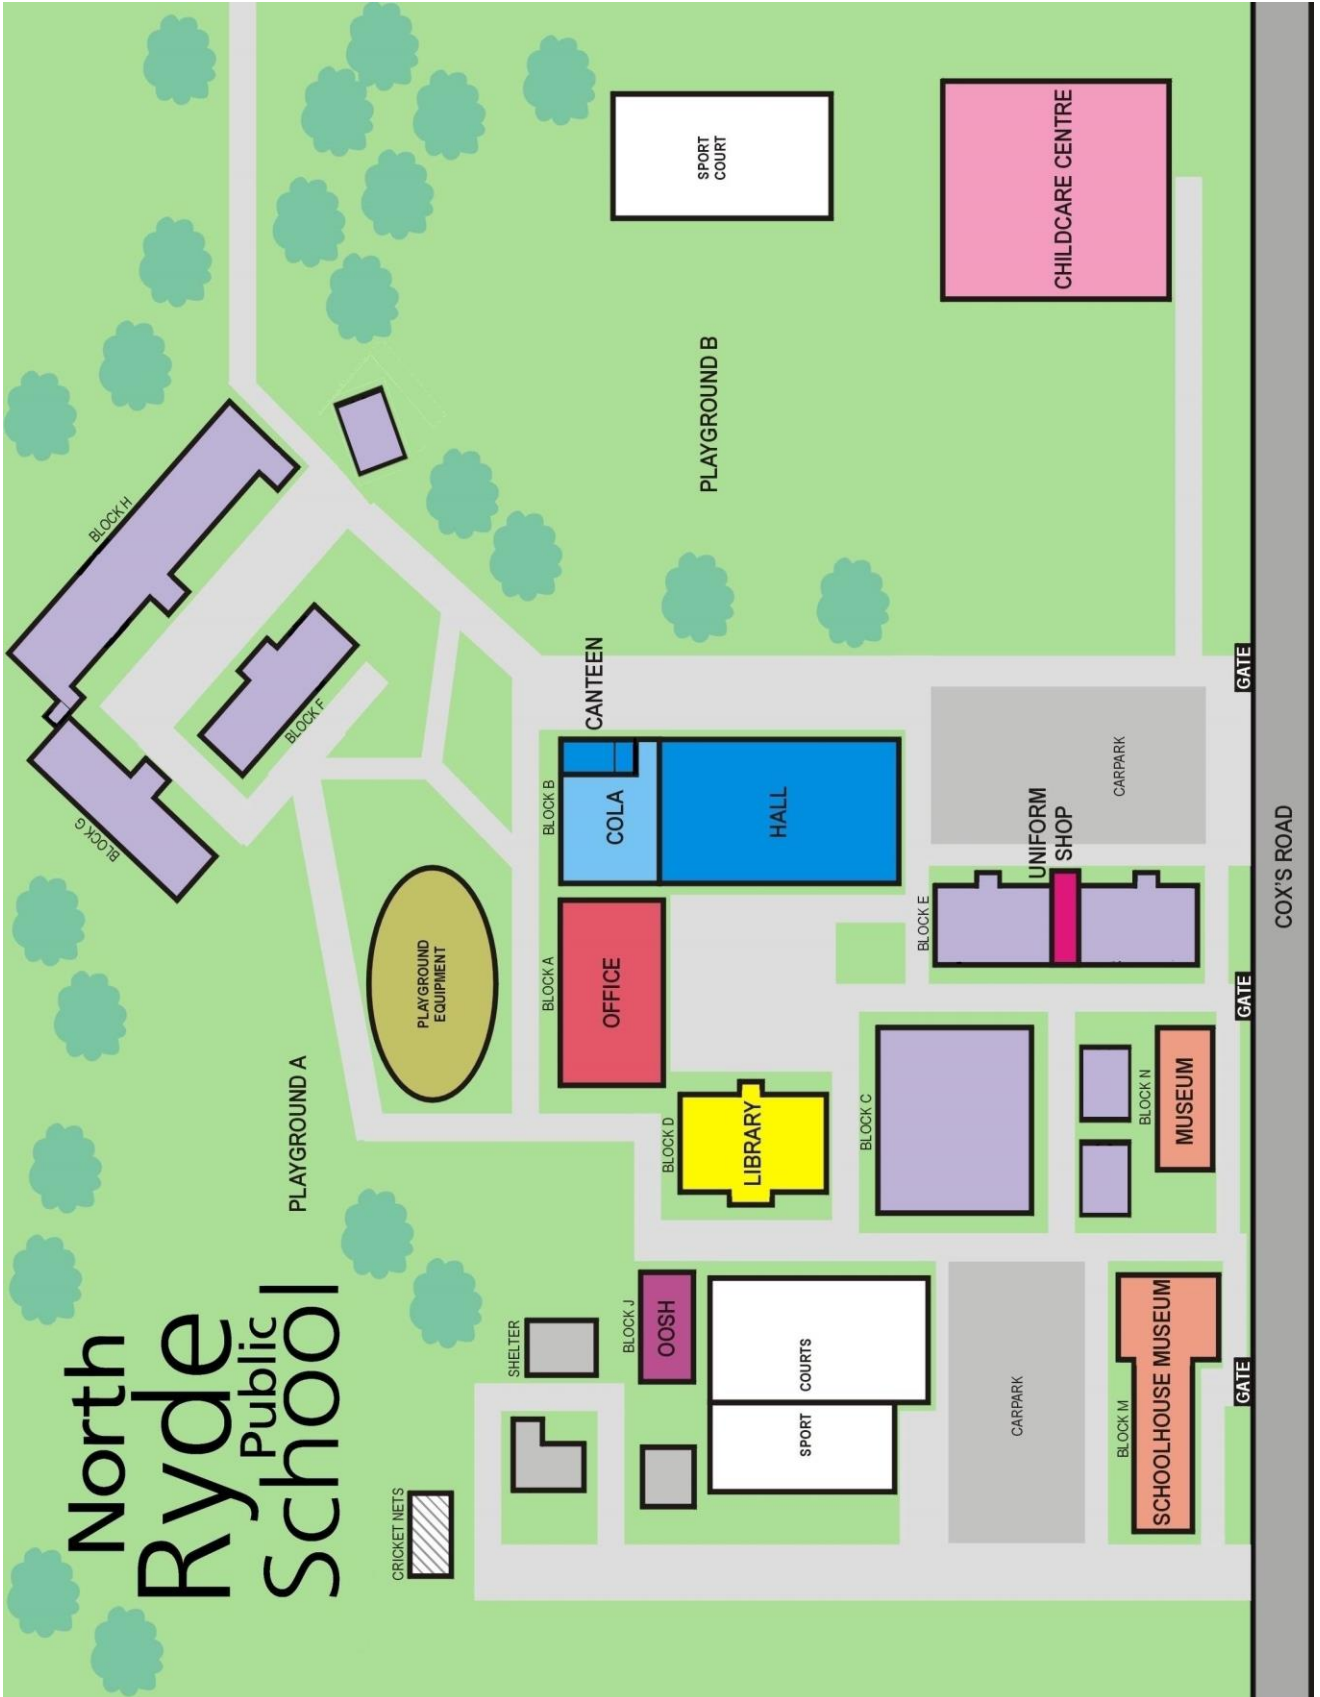 North
Ryde
Public
School
BLOCK H
BLOCK G
BLOCK F
PLAYGROUND A
PLAYGROUND
EQUIPMENT
CRICKET NETS
SHELTER
BLOCK J
OOSH
SPORT
COURTS
BLOCK A
OFFICE
BLOCK B
COLA
CANTEEN
HALL
BLOCK D
LIBRARY
BLOCK C
BLOCK E
UNIFORM
SHOP
PLAYGROUND B
SPORT
COURT
CHILDCARE CENTRE
CARPARK
CARPARK
BLOCK M
SCHOOLHOUSE MUSEUM
BLOCK N
MUSEUM
GATE
GATE
GATE
COX'S ROAD